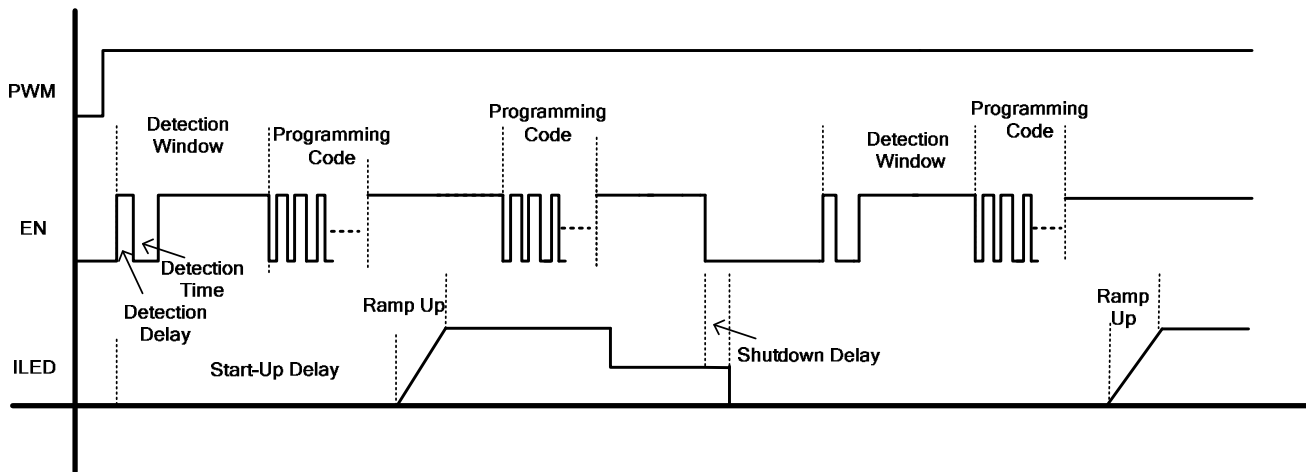 PWM
Detection
Window
Programming
Code
Programming
Code
Detection
Window
Programming
Code
EN
Detection
Time
Detection
Delay
Ramp Up
Ramp
Up
ILED
Start-Up Delay
Shutdown Delay